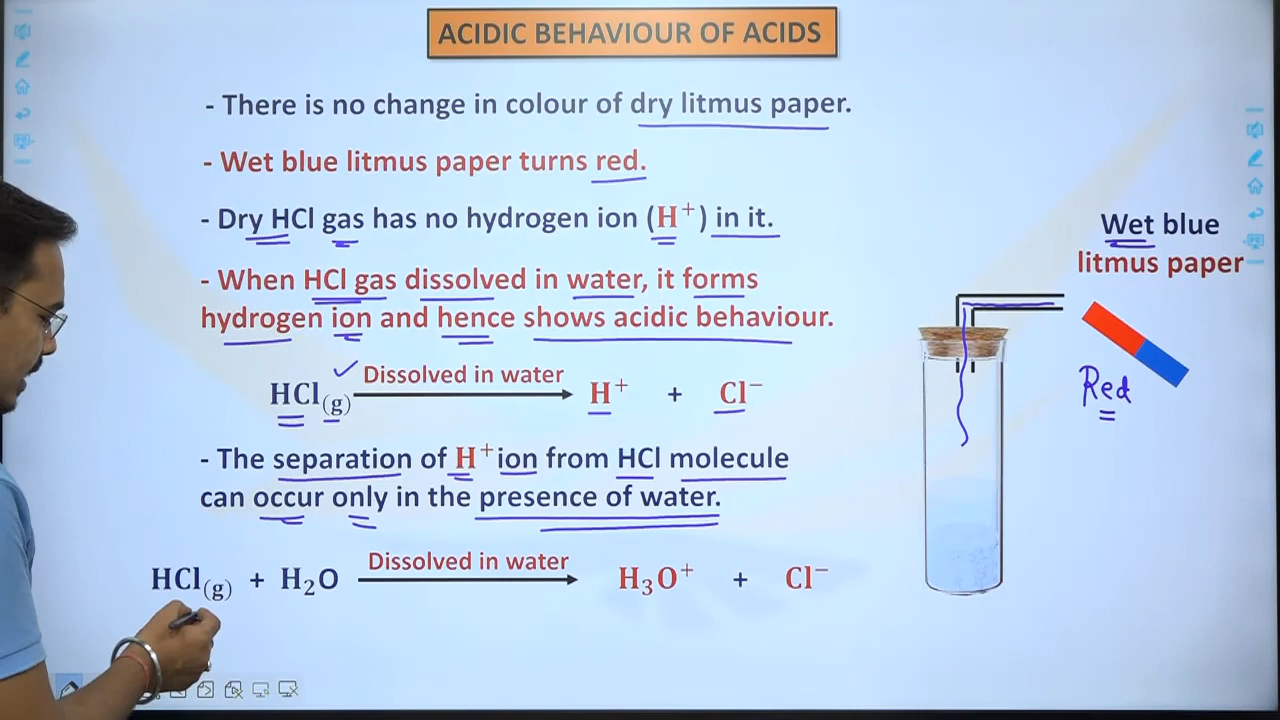 ACIDIC BEHAVIOUR OF ACIDS
- There is no change in colour of dry litmus paper.
- Wet blue litmus paper turns red.
- Dry HCl gas has no hydrogen ion (H⁺) in it.
- When HCl gas dissolved in water, it forms
hydrogen ion and hence shows acidic behaviour.
HCl₍g₎ Dissolved in water H⁺ + Cl⁻
- The separation of H⁺ ion from HCl molecule
can occur only in the presence of water.
HCl₍g₎ + H₂O Dissolved in water H₃O⁺ + Cl⁻
Wet blue
litmus paper
Red